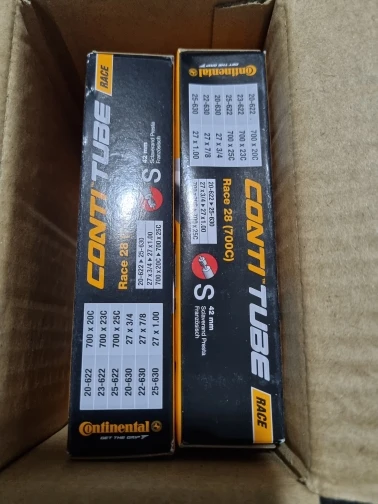 CONTI TUBE RACE
Race 28
S 42 mm
Sclaverand Presta
Französisch
20-622 ▸ 25-630
27 x 3/4 ▸ 27 x 1.00
700 x 20C ▸ 700 x 25C
20-622 700 x 20C
23-622 700 x 23C
25-622 700 x 25C
20-630 27 x 3/4
22-630 27 x 7/8
25-630 27 x 1.00
Continental
GET THE GRIP
Continental
GET THE GRIP
20-622 700 x 20C
23-622 700 x 23C
25-622 700 x 25C
20-630 27 x 3/4
22-630 27 x 7/8
25-630 27 x 1.00
CONTI TUBE RACE
Race 28 (700C)
20-622 ▸ 25-630
27 x 3/4 ▸ 27 x 1.00
S 42 mm
Sclaverand Presta
Französisch